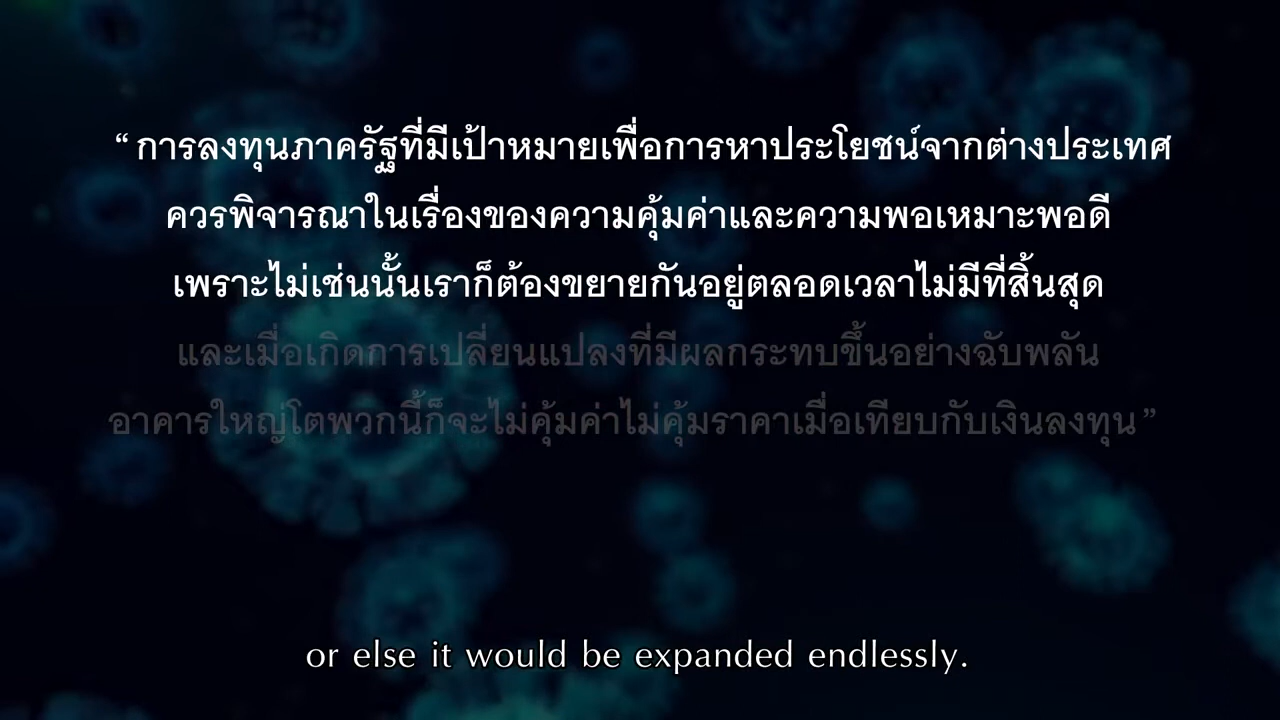 “การลงทุนภาครัฐที่มีเป้าหมายเพื่อการหาประโยชน์จากต่างประเทศ
ควรพิจารณาในเรื่องของความคุ้มค่าและความพอเหมาะพอดี
เพราะไม่เช่นนั้นเราก็ต้องขยายกันอยู่ตลอดเวลาไม่มีที่สิ้นสุด
และเมื่อเกิดการเปลี่ยนแปลงที่มีผลกระทบขึ้นอย่างฉับพลัน
อาคารใหญ่โตพวกนี้ก็จะไม่คุ้มค่าไม่คุ้มราคาเมื่อเทียบกับเงินลงทุน”
or else it would be expanded endlessly.